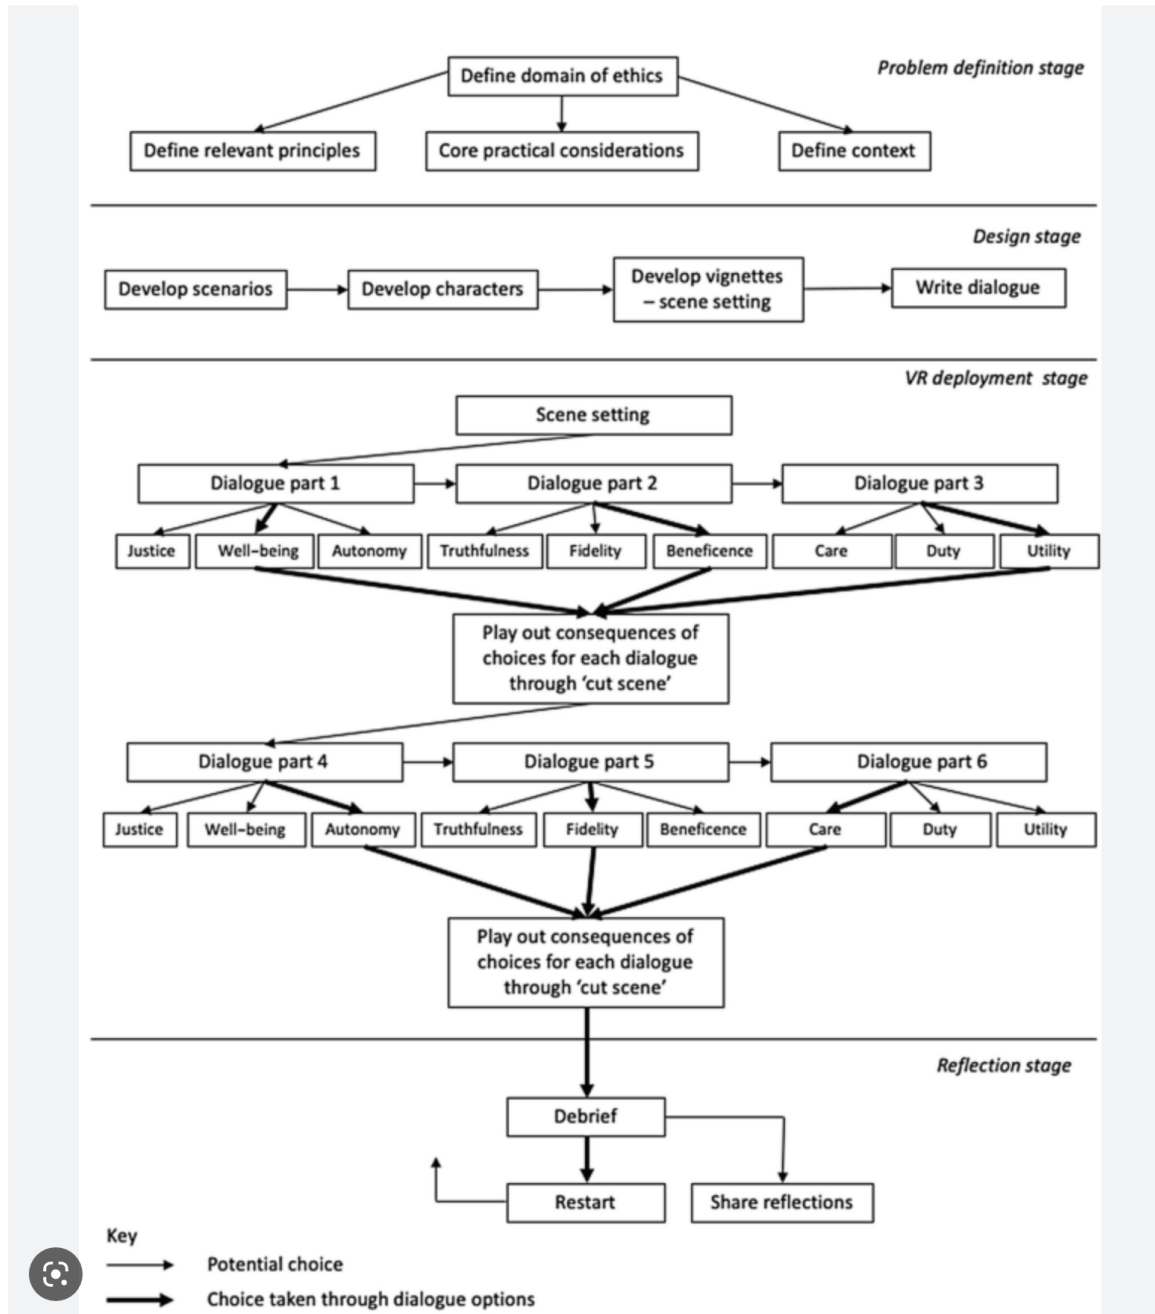 Problem definition stage
Define domain of ethics
Define relevant principles
Core practical considerations
Define context
Design stage
Develop scenarios
Develop characters
Develop vignettes
– scene setting
Write dialogue
VR deployment  stage
Scene setting
Dialogue part 1
Dialogue part 2
Dialogue part 3
Justice
Well–being
Autonomy
Truthfulness
Fidelity
Beneficence
Care
Duty
Utility
Play out consequences of
choices for each dialogue
through ‘cut scene’
Dialogue part 4
Dialogue part 5
Dialogue part 6
Justice
Well–being
Autonomy
Truthfulness
Fidelity
Beneficence
Care
Duty
Utility
Play out consequences of
choices for each dialogue
through ‘cut scene’
Reflection stage
Debrief
Restart
Share reflections
Key
Potential choice
Choice taken through dialogue options